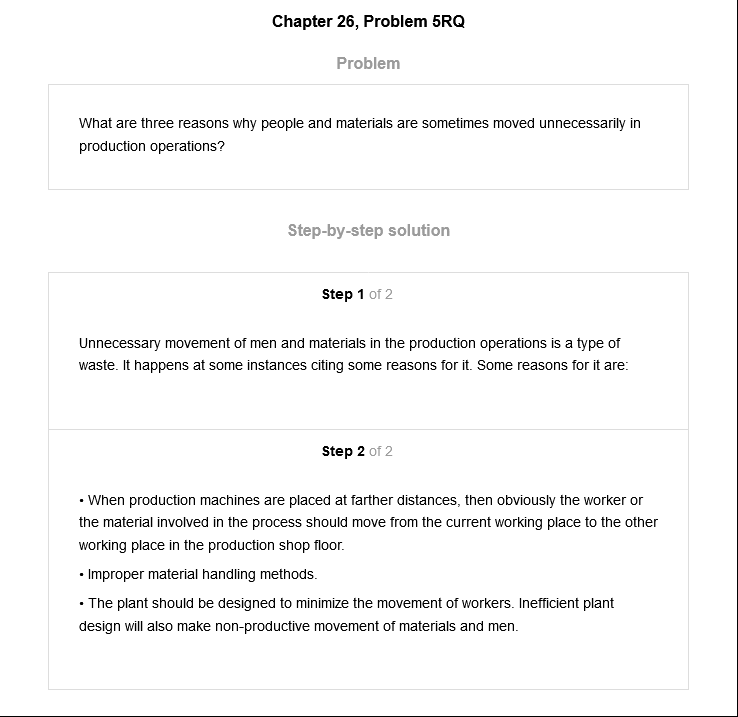 Chapter 26, Problem 5RQ
Problem
What are three reasons why people and materials are sometimes moved unnecessarily in
production operations?
Step-by-step solution
Step 1 of 2
Unnecessary movement of men and materials in the production operations is a type of
waste. It happens at some instances citing some reasons for it. Some reasons for it are:
Step 2 of 2
• When production machines are placed at farther distances, then obviously the worker or
the material involved in the process should move from the current working place to the other
working place in the production shop floor.
• Improper material handling methods.
• The plant should be designed to minimize the movement of workers. Inefficient plant
design will also make non-productive movement of materials and men.